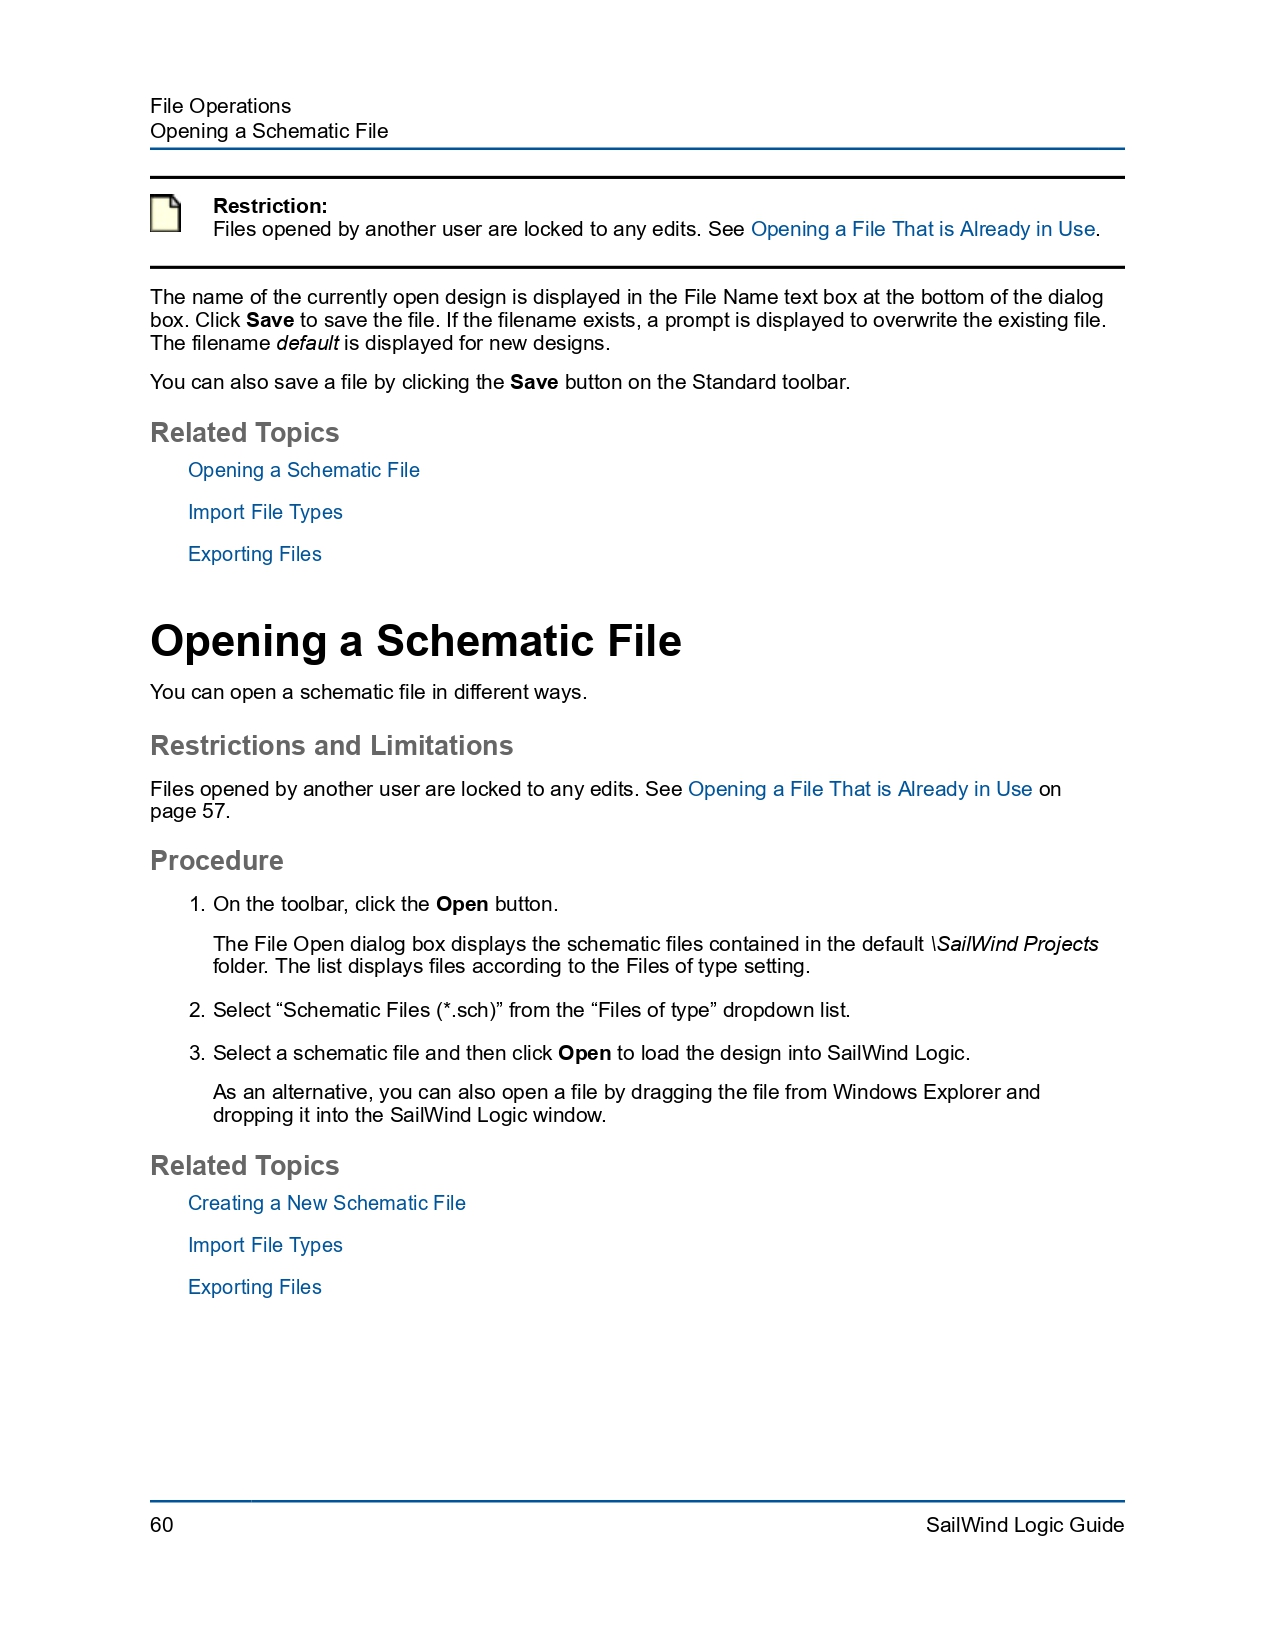 File Operations
Opening a Schematic File
Restriction:
Files opened by another user are locked to any edits. See Opening a File That is Already in Use.
The name of the currently open design is displayed in the File Name text box at the bottom of the dialog
box. Click Save to save the file. If the filename exists, a prompt is displayed to overwrite the existing file.
The filename default is displayed for new designs.
You can also save a file by clicking the Save button on the Standard toolbar.
Related Topics
Opening a Schematic File
Import File Types
Exporting Files
Opening a Schematic File
You can open a schematic file in different ways.
Restrictions and Limitations
Files opened by another user are locked to any edits. See Opening a File That is Already in Use on
page 57.
Procedure
1. On the toolbar, click the Open button.
The File Open dialog box displays the schematic files contained in the default \SailWind Projects
folder. The list displays files according to the Files of type setting.
2. Select “Schematic Files (*.sch)” from the “Files of type” dropdown list.
3. Select a schematic file and then click Open to load the design into SailWind Logic.
As an alternative, you can also open a file by dragging the file from Windows Explorer and
dropping it into the SailWind Logic window.
Related Topics
Creating a New Schematic File
Import File Types
Exporting Files
60
SailWind Logic Guide